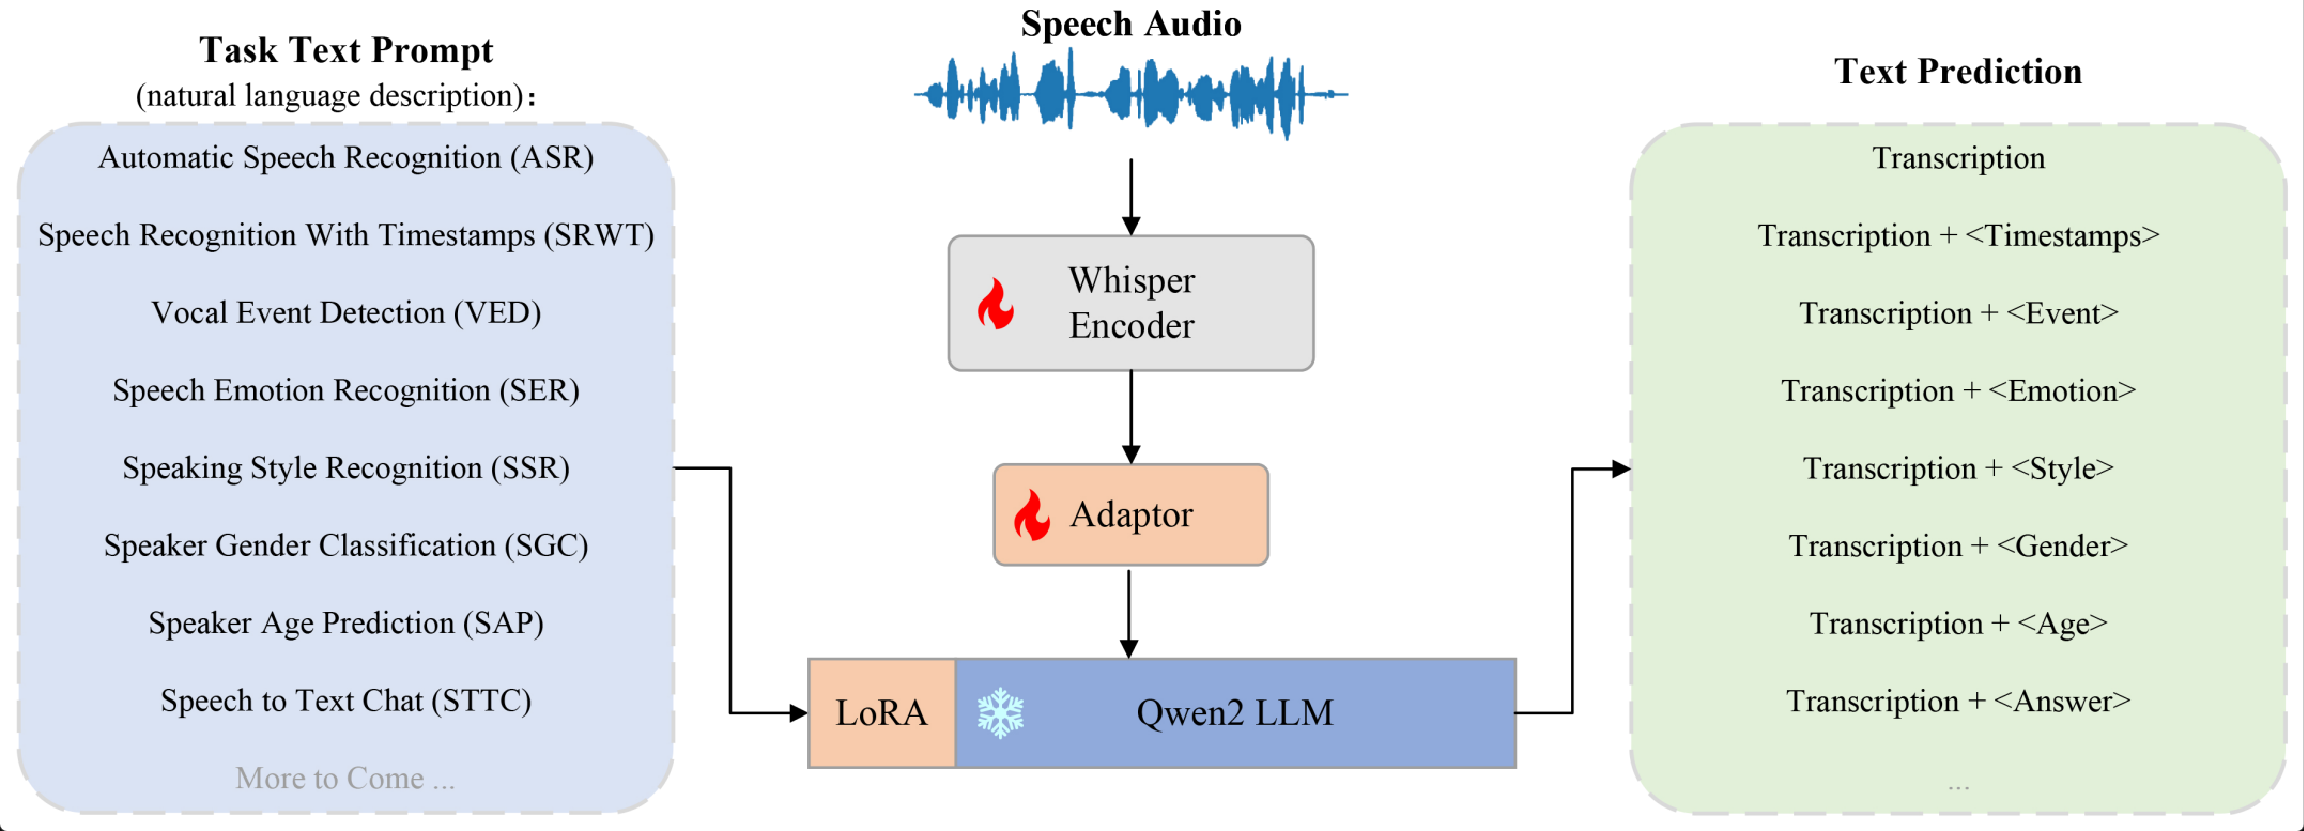 Task Text Prompt
(natural language description):
Automatic Speech Recognition (ASR)
Speech Recognition With Timestamps (SRWT)
Vocal Event Detection (VED)
Speech Emotion Recognition (SER)
Speaking Style Recognition (SSR)
Speaker Gender Classification (SGC)
Speaker Age Prediction (SAP)
Speech to Text Chat (STTC)
More to Come ...
Speech Audio
Whisper
Encoder
Adaptor
LoRA
Qwen2 LLM
Text Prediction
Transcription
Transcription + <Timestamps>
Transcription + <Event>
Transcription + <Emotion>
Transcription + <Style>
Transcription + <Gender>
Transcription + <Age>
Transcription + <Answer>
...